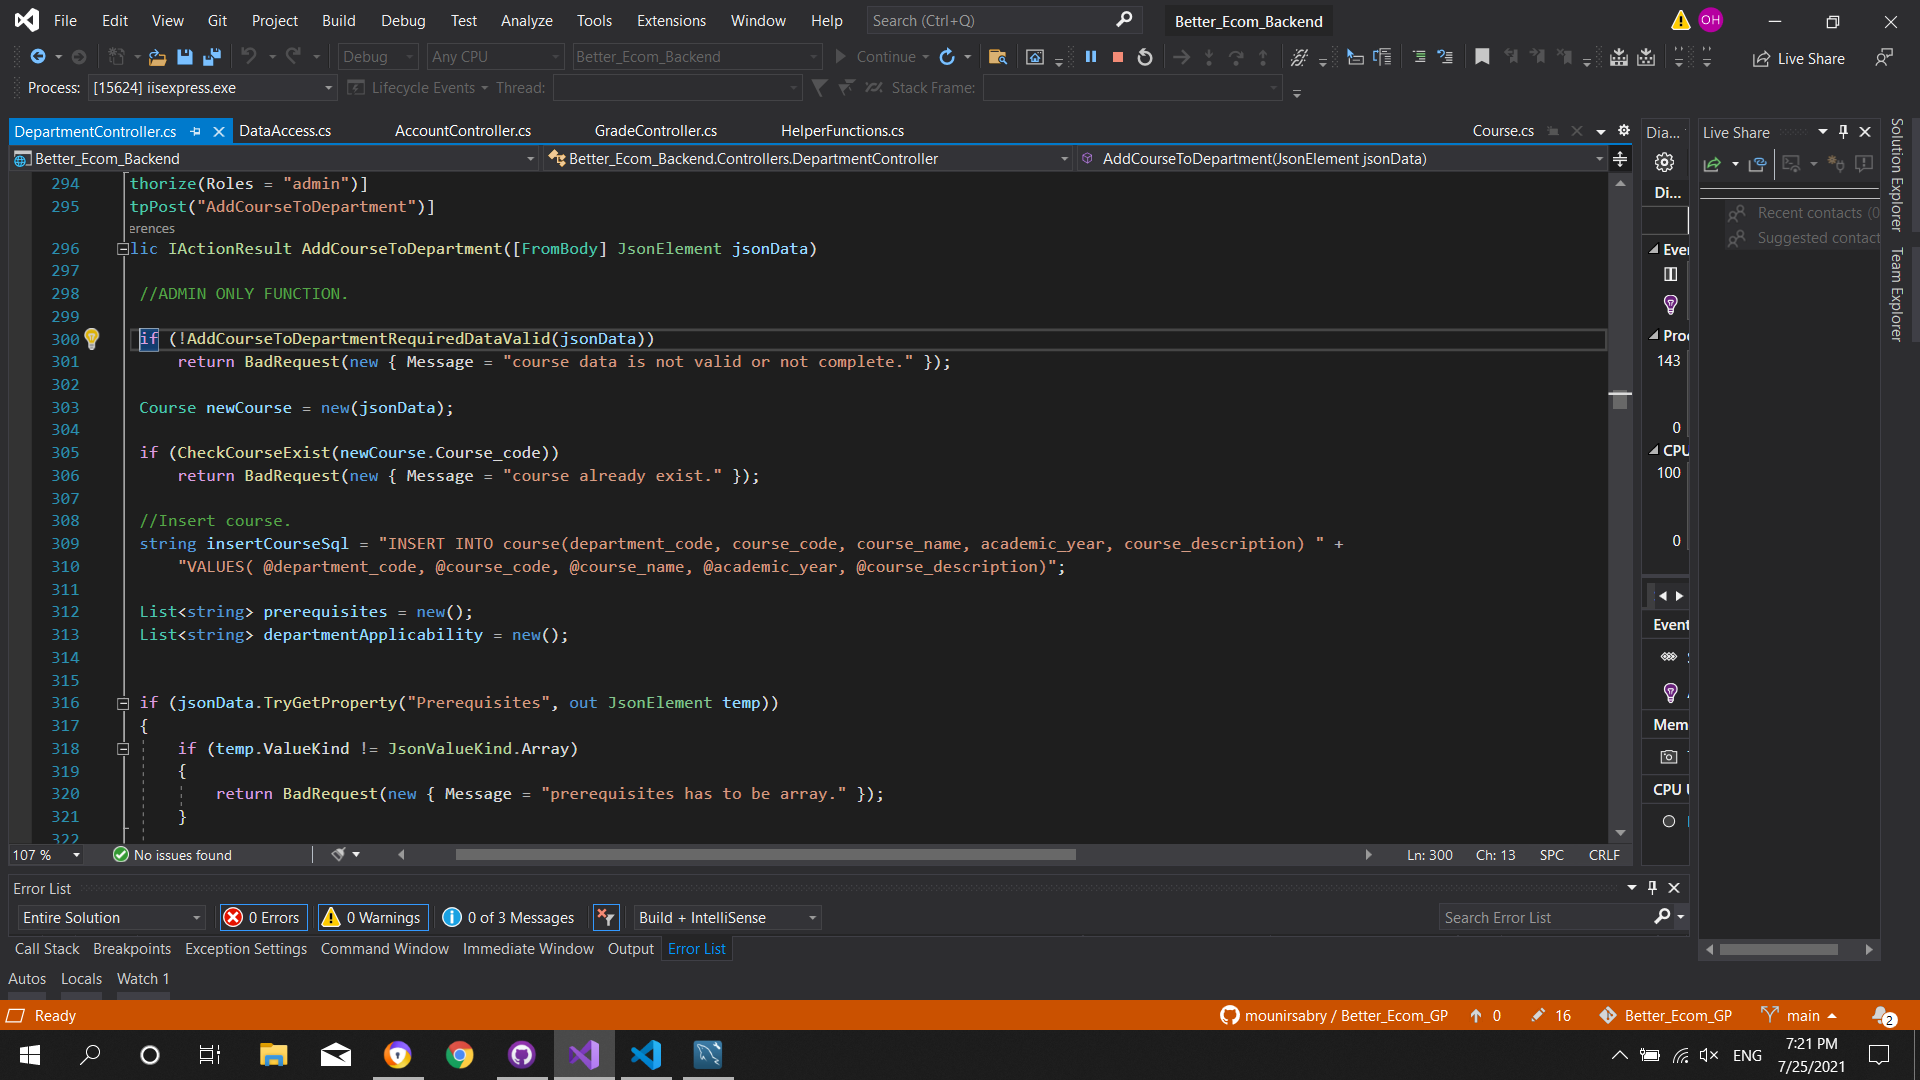 File Edit View Git Project Build Debug Test Analyze Tools Extensions Window Help Search (Ctrl+Q) Better_Ecom_Backend OH
Debug Any CPU Better_Ecom_Backend Continue Live Share
Process: [15624] iisexpress.exe Lifecycle Events Thread: Stack Frame:
DepartmentController.cs DataAccess.cs AccountController.cs GradeController.cs HelperFunctions.cs Course.cs
Better_Ecom_Backend Better_Ecom_Backend.Controllers.DepartmentController AddCourseToDepartment(JsonElement jsonData)
294 thorize(Roles = "admin")]
295 tpPost("AddCourseToDepartment")]
erences
296 lic IActionResult AddCourseToDepartment([FromBody] JsonElement jsonData)
297
298 //ADMIN ONLY FUNCTION.
299
300 if (!AddCourseToDepartmentRequiredDataValid(jsonData))
301 return BadRequest(new { Message = "course data is not valid or not complete." });
302
303 Course newCourse = new(jsonData);
304
305 if (CheckCourseExist(newCourse.Course_code))
306 return BadRequest(new { Message = "course already exist." });
307
308 //Insert course.
309 string insertCourseSql = "INSERT INTO course(department_code, course_code, course_name, academic_year, course_description) " +
310 "VALUES( @department_code, @course_code, @course_name, @academic_year, @course_description)";
311
312 List<string> prerequisites = new();
313 List<string> departmentApplicability = new();
314
315
316 if (jsonData.TryGetProperty("Prerequisites", out JsonElement temp))
317 {
318 if (temp.ValueKind != JsonValueKind.Array)
319 {
320 return BadRequest(new { Message = "prerequisites has to be array." });
321 }
322
107 % No issues found Ln: 300 Ch: 13 SPC CRLF
Dia...
Di...
Ever
Pro
143
0
CPU
100
0
Event
Mem
CPU U
Live Share
Recent contacts (0
Suggested contact
Solution Explorer
Team Explorer
Error List
Entire Solution 0 Errors 0 Warnings 0 of 3 Messages Build + IntelliSense Search Error List
Call Stack Breakpoints Exception Settings Command Window Immediate Window Output Error List
Autos Locals Watch 1
Ready mounirsabry / Better_Ecom_GP 0 16 Better_Ecom_GP main 2
ENG 7:21 PM
7/25/2021